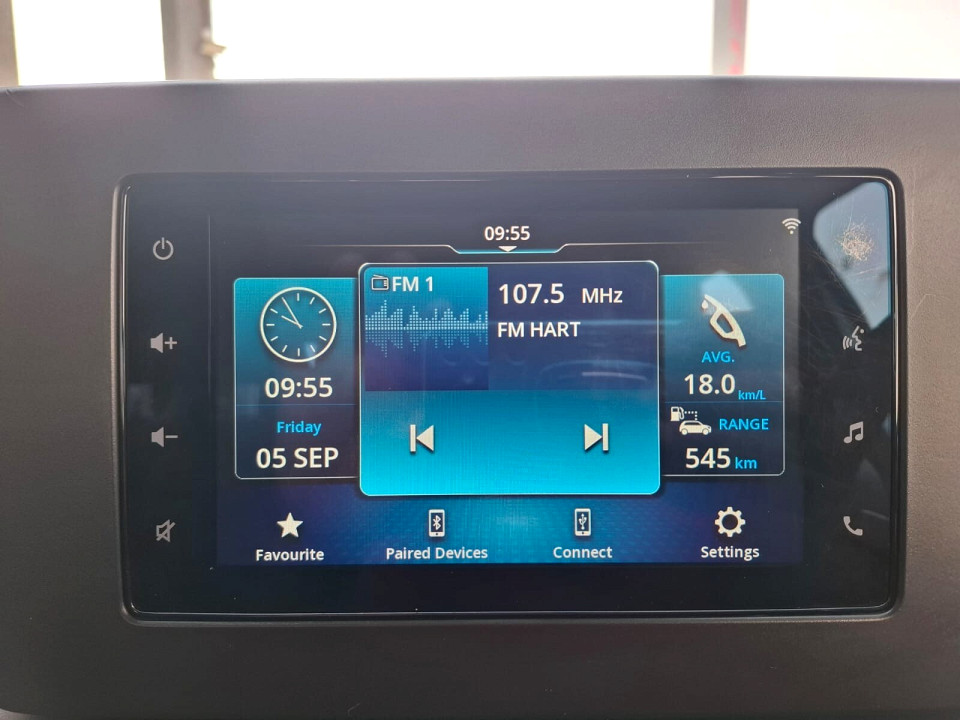 09:55
09:55
Friday
05 SEP
FM 1
107.5 MHz
FM HART
AVG.
18.0 km/L
RANGE
545 km
Favourite
Paired Devices
Connect
Settings